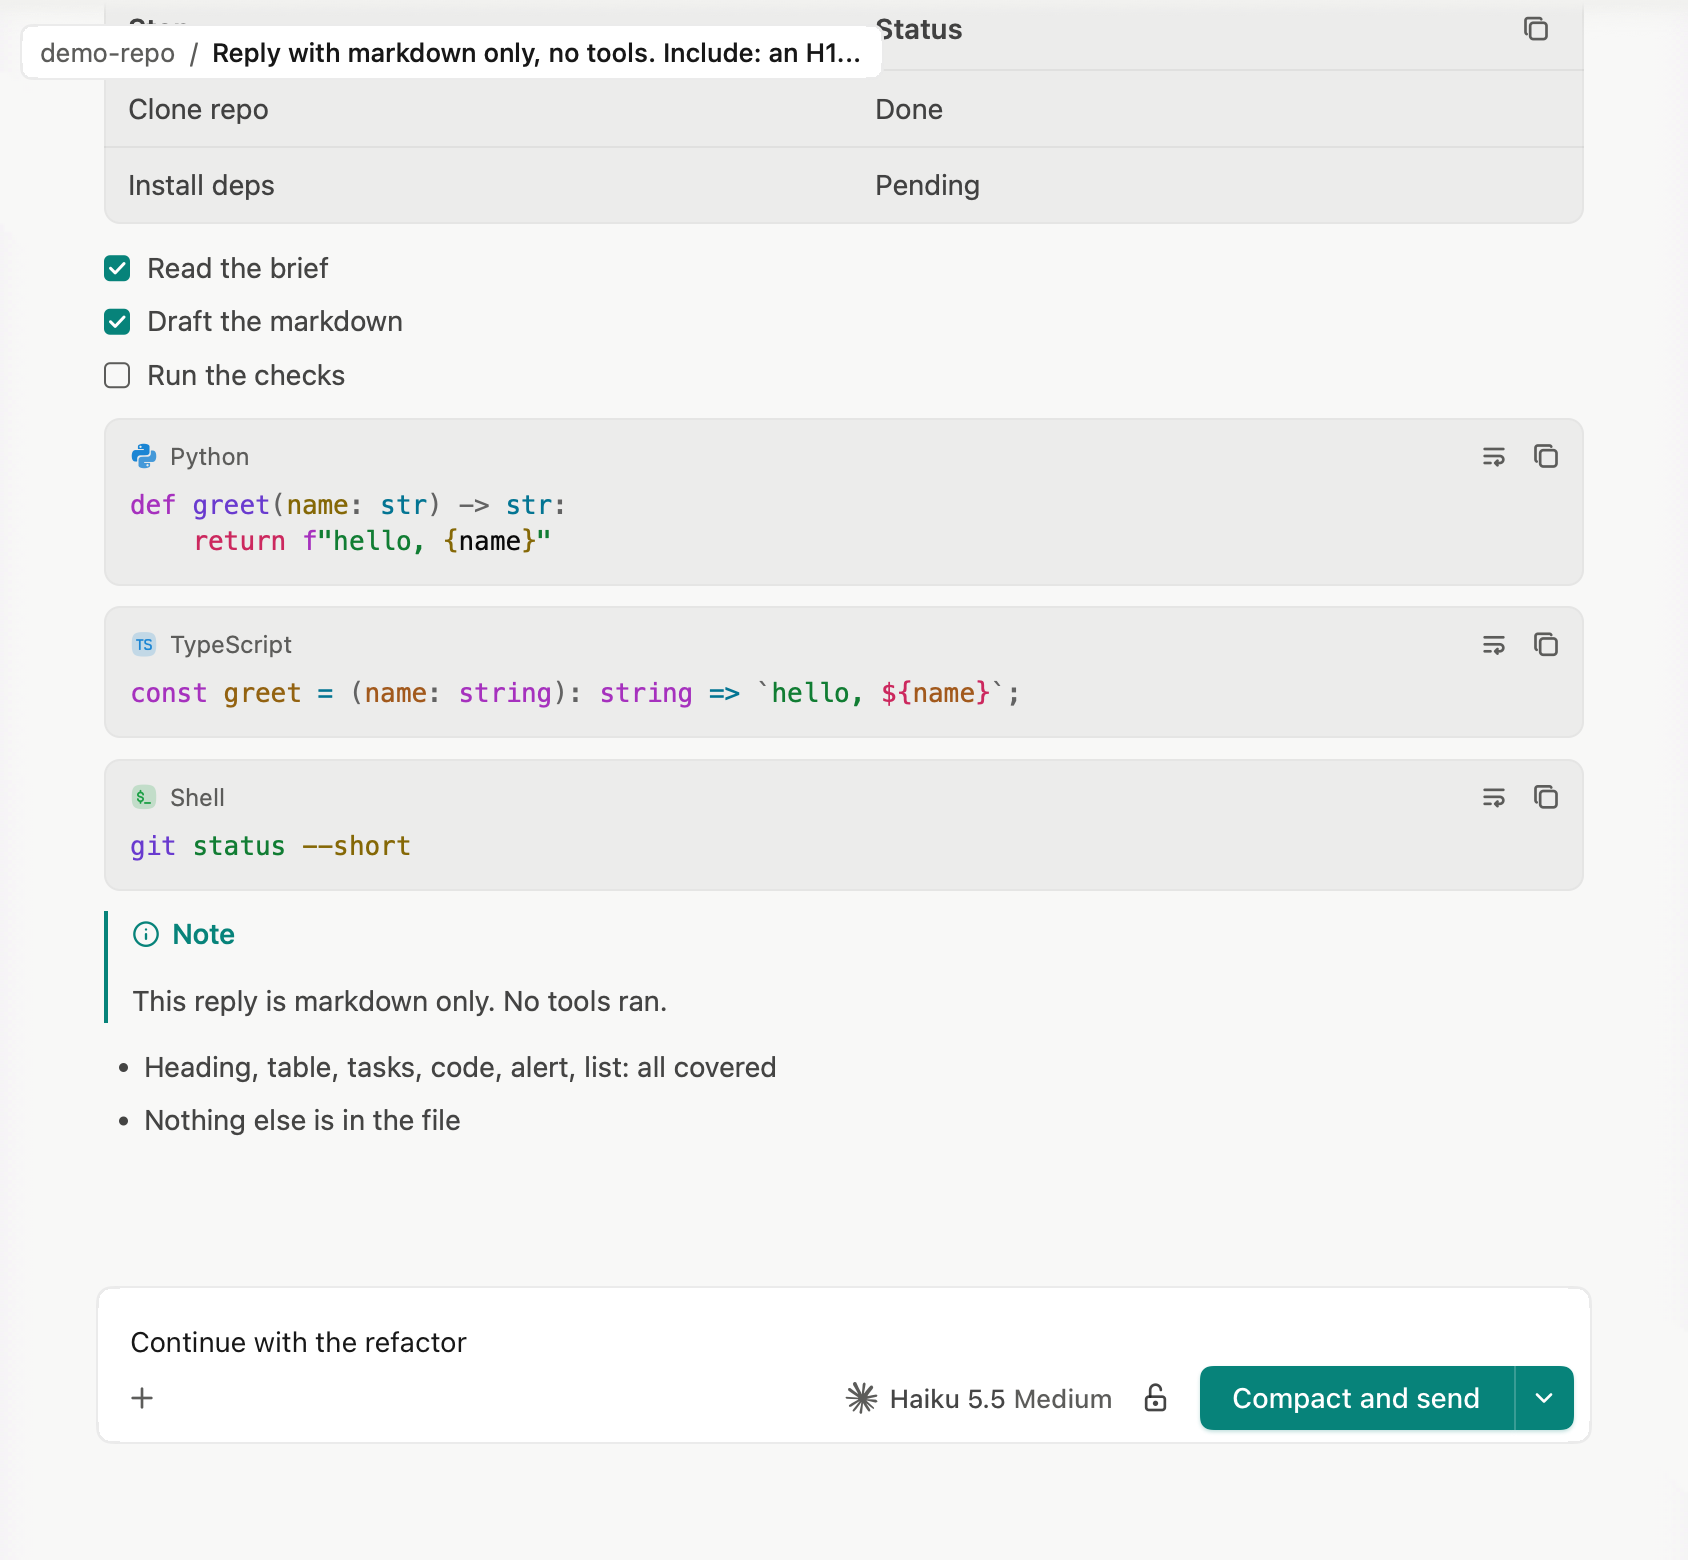 demo-repo / Reply with markdown only, no tools. Include: an H1...
Status
Clone repo Done
Install deps Pending
Read the brief
Draft the markdown
Run the checks
Python
def greet(name: str) -> str:
    return f"hello, {name}"
TS TypeScript
const greet = (name: string): string => `hello, ${name}`;
$_ Shell
git status --short
Note
This reply is markdown only. No tools ran.
• Heading, table, tasks, code, alert, list: all covered
• Nothing else is in the file
Continue with the refactor
Haiku 5.5 Medium
Compact and send